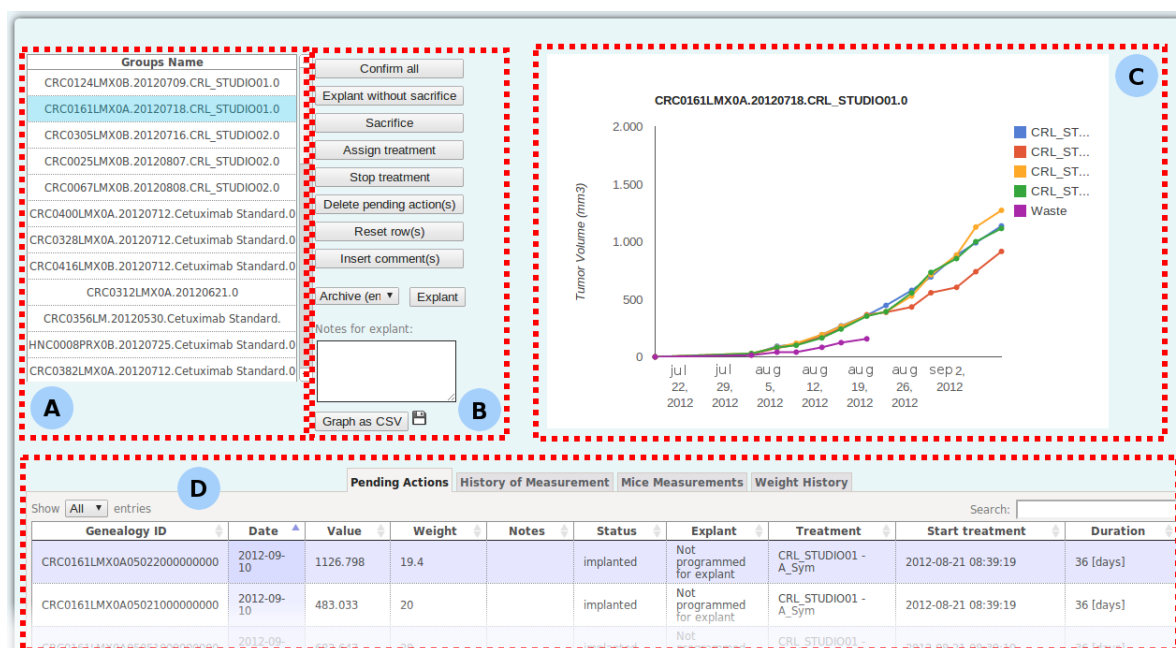 Groups Name
CRC0124LMX0B.20120709.CRL_STUDIO01.0
CRC0161LMX0A.20120718.CRL_STUDIO01.0
CRC0305LMX0B.20120716.CRL_STUDIO02.0
CRC0025LMX0B.20120807.CRL_STUDIO02.0
CRC0067LMX0B.20120808.CRL_STUDIO02.0
CRC0400LMX0A.20120712.Cetuximab Standard.0
CRC0328LMX0A.20120712.Cetuximab Standard.0
CRC0416LMX0B.20120712.Cetuximab Standard.0
CRC0312LMX0A.20120621.0
CRC0356LM.20120530.Cetuximab Standard.
HNC0008PRX0B.20120725.Cetuximab Standard.0
CRC0382LMX0A.20120712.Cetuximab Standard.0
A
Confirm all
Explant without sacrifice
Sacrifice
Assign treatment
Stop treatment
Delete pending action(s)
Reset row(s)
Insert comment(s)
Archive (en Explant
Notes for explant:
B
Graph as CSV
C
CRC0161LMX0A.20120718.CRL_STUDIO01.0
Tumor Volume (mm3)
2.000
1.500
1.000
500
0
jul 22, 2012
jul 29, 2012
aug 5, 2012
aug 12, 2012
aug 19, 2012
aug 26, 2012
sep 2, 2012
CRL_ST...
CRL_ST...
CRL_ST...
CRL_ST...
Waste
D
Pending Actions History of Measurement Mice Measurements Weight History
Show All entries Search:
Genealogy ID Date Value Weight Notes Status Explant Treatment Start treatment Duration
CRC0161LMX0A05022000000000 2012-09-10 1126.798 19.4 implanted Not programmed for explant CRL_STUDIO01 - A_Sym 2012-08-21 08:39:19 36 [days]
CRC0161LMX0A05021000000000 2012-09-10 483.033 20 implanted Not programmed for explant CRL_STUDIO01 - A_Sym 2012-08-21 08:39:19 36 [days]
2012-09- 20 implanted Not CRL_STUDIO01 - 36 [days]